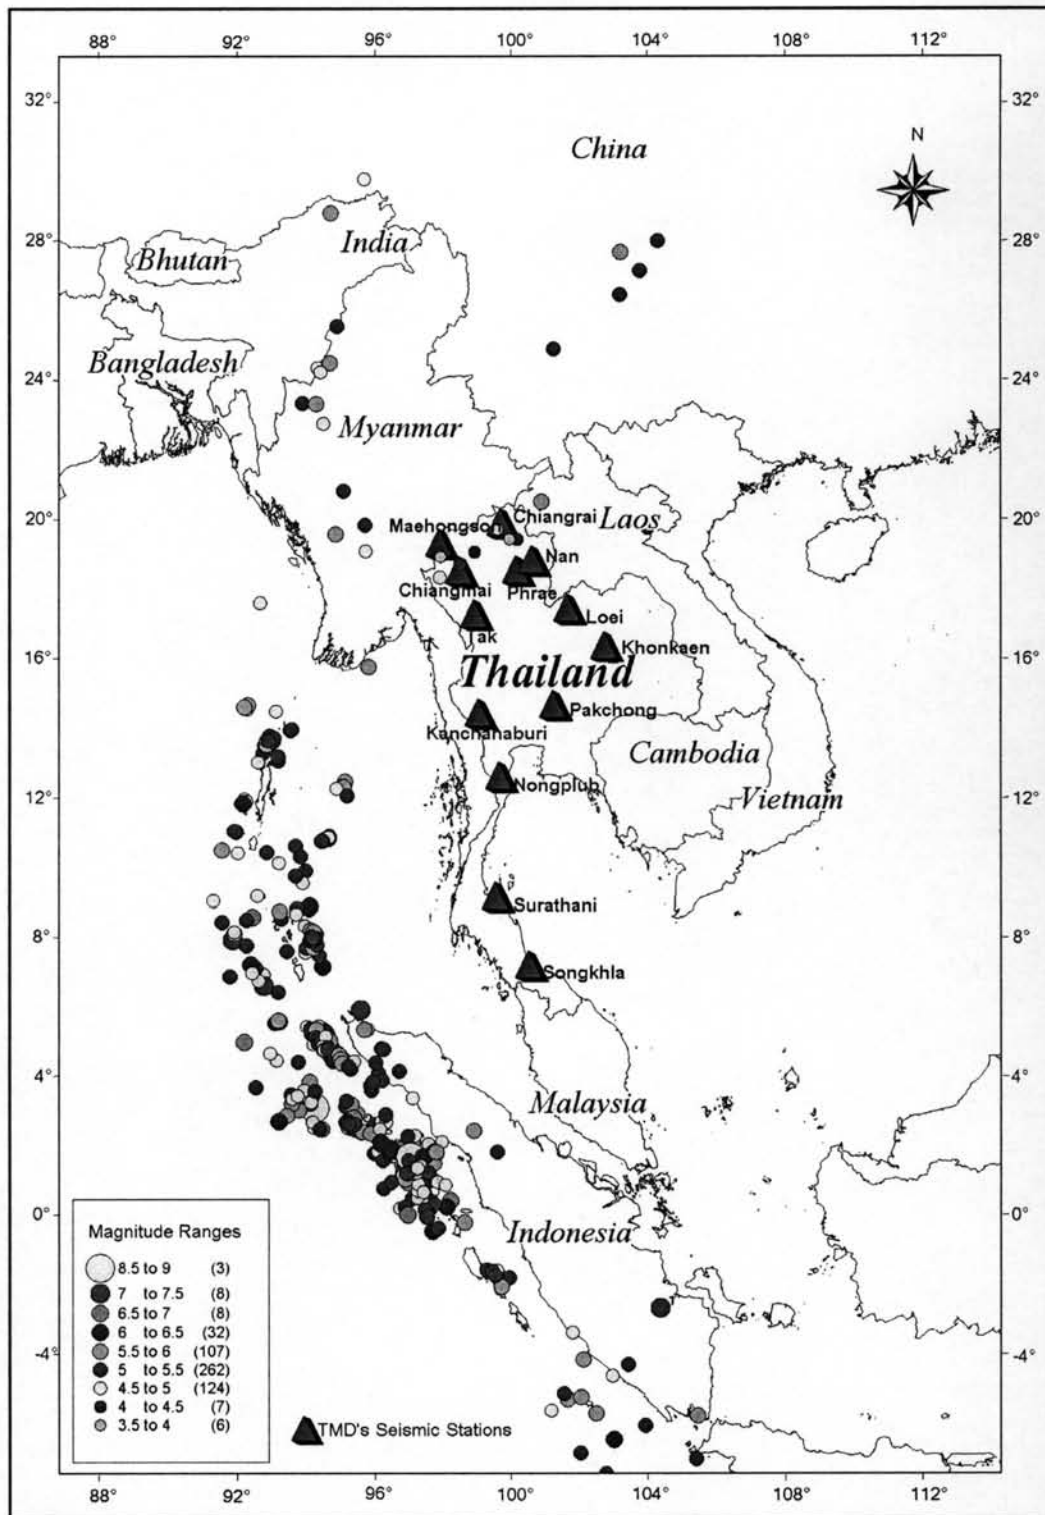 88° 92° 96° 100° 104° 108° 112°
32° 32°
N
China
28° 28°
India
Bhutan
Bangladesh
24° 24°
Myanmar
20° 20°
Chiangrai
Laos
Maehongson
Nan
Chiangmai
Phrae
Loei
Tak
Khonkaen
16° 16°
Thailand
Pakchong
Kanchanaburi
Cambodia
Nongplub
Vietnam
12° 12°
Surathani
8° 8°
Songkhla
4° 4°
Malaysia
0° 0°
Indonesia
Magnitude Ranges
8.5 to 9 (3)
7 to 7.5 (8)
6.5 to 7 (8)
6 to 6.5 (32)
5.5 to 6 (107)
5 to 5.5 (262)
4.5 to 5 (124)
4 to 4.5 (7)
3.5 to 4 (6)
-4° -4°
TMD's Seismic Stations
88° 92° 96° 100° 104° 108° 112°